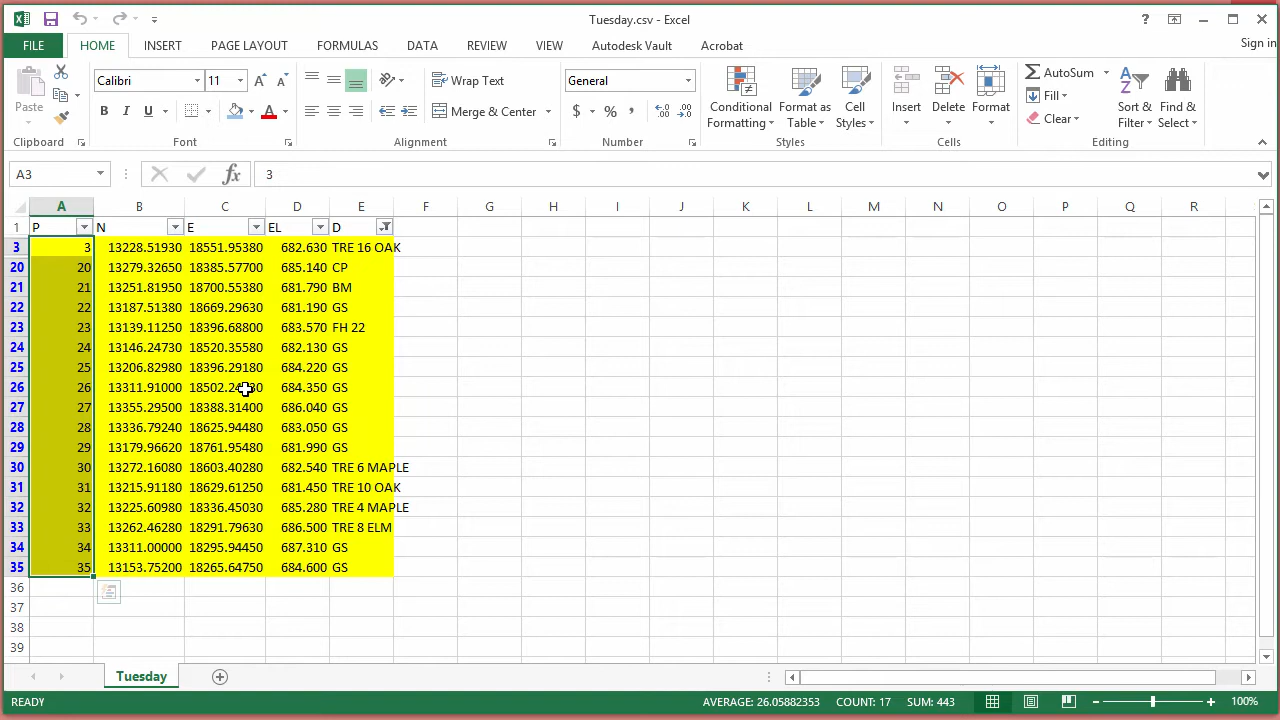 Tuesday.csv - Excel
FILE HOME INSERT PAGE LAYOUT FORMULAS DATA REVIEW VIEW Autodesk Vault Acrobat Sign in
Paste
Calibri 11
B I U
Wrap Text
Merge & Center
General
$ % ,
Conditional Formatting
Format as Table
Cell Styles
Insert
Delete
Format
AutoSum
Fill
Clear
Sort & Filter
Find & Select
Clipboard Font Alignment Number Styles Cells Editing
A3 fx 3
A B C D E F G H I J K L M N O P Q R
1 P N E EL D
3 3 13228.51930 18551.95380 682.630 TRE 16 OAK
20 20 13279.32650 18385.57700 685.140 CP
21 21 13251.81950 18700.55380 681.790 BM
22 22 13187.51380 18669.29630 681.190 GS
23 23 13139.11250 18396.68800 683.570 FH 22
24 24 13146.24730 18520.35580 682.130 GS
25 25 13206.82980 18396.29180 684.220 GS
26 26 13311.91000 684.350 GS
27 27 13355.29500 18388.31400 686.040 GS
28 28 13336.79240 18625.94480 683.050 GS
29 29 13179.96620 18761.95480 681.990 GS
30 30 13272.16080 18603.40280 682.540 TRE 6 MAPLE
31 31 13215.91180 18629.61250 681.450 TRE 10 OAK
32 32 13225.60980 18336.45030 685.280 TRE 4 MAPLE
33 33 13262.46280 18291.79630 686.500 TRE 8 ELM
34 34 13311.00000 18295.94450 687.310 GS
35 35 13153.75200 18265.64750 684.600 GS
36
37
38
39
Tuesday
READY AVERAGE: 26.05882353 COUNT: 17 SUM: 443 100%